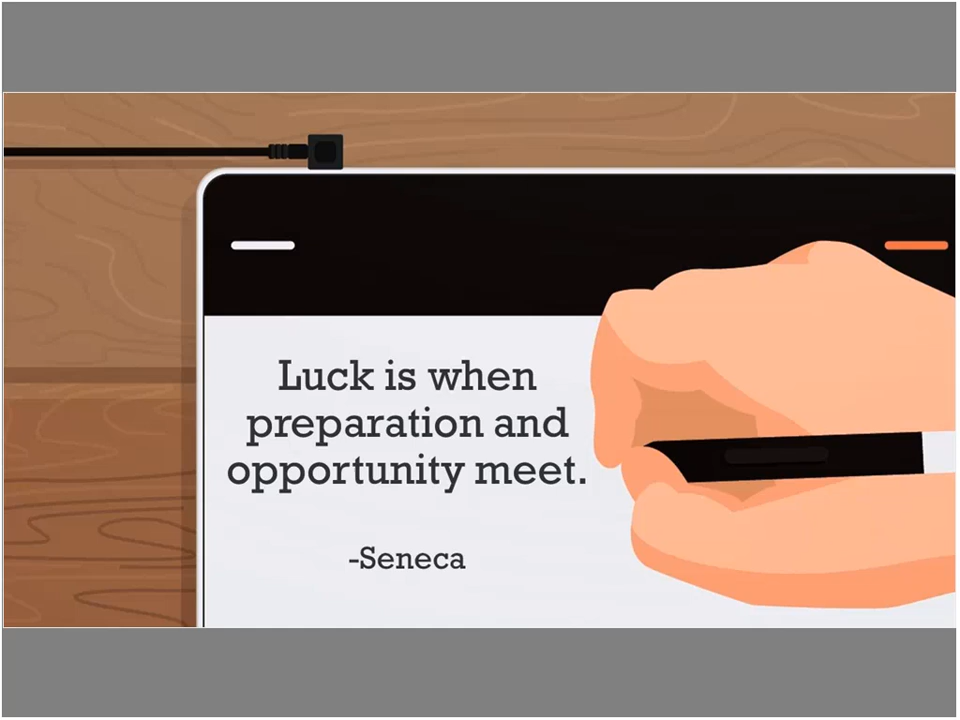 Luck is when
preparation and
opportunity meet.
-Seneca